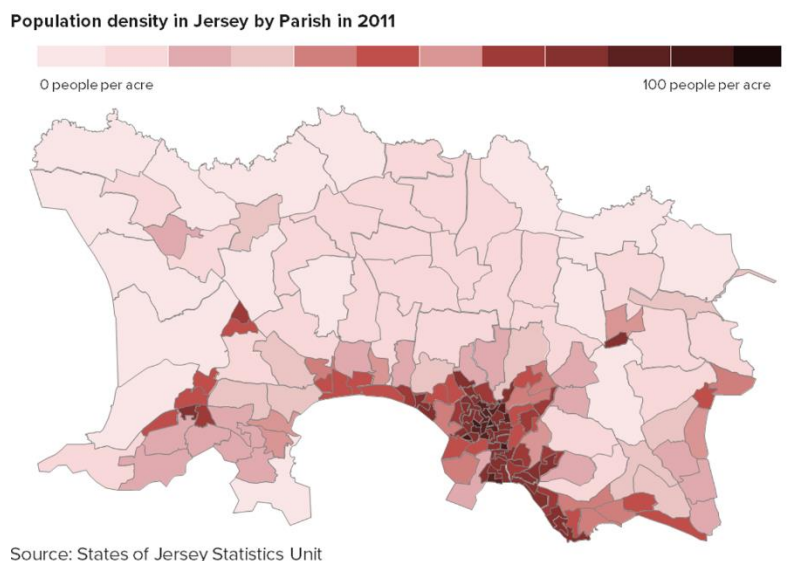 Population density in Jersey by Parish in 2011
0 people per acre
100 people per acre
Source: States of Jersey Statistics Unit